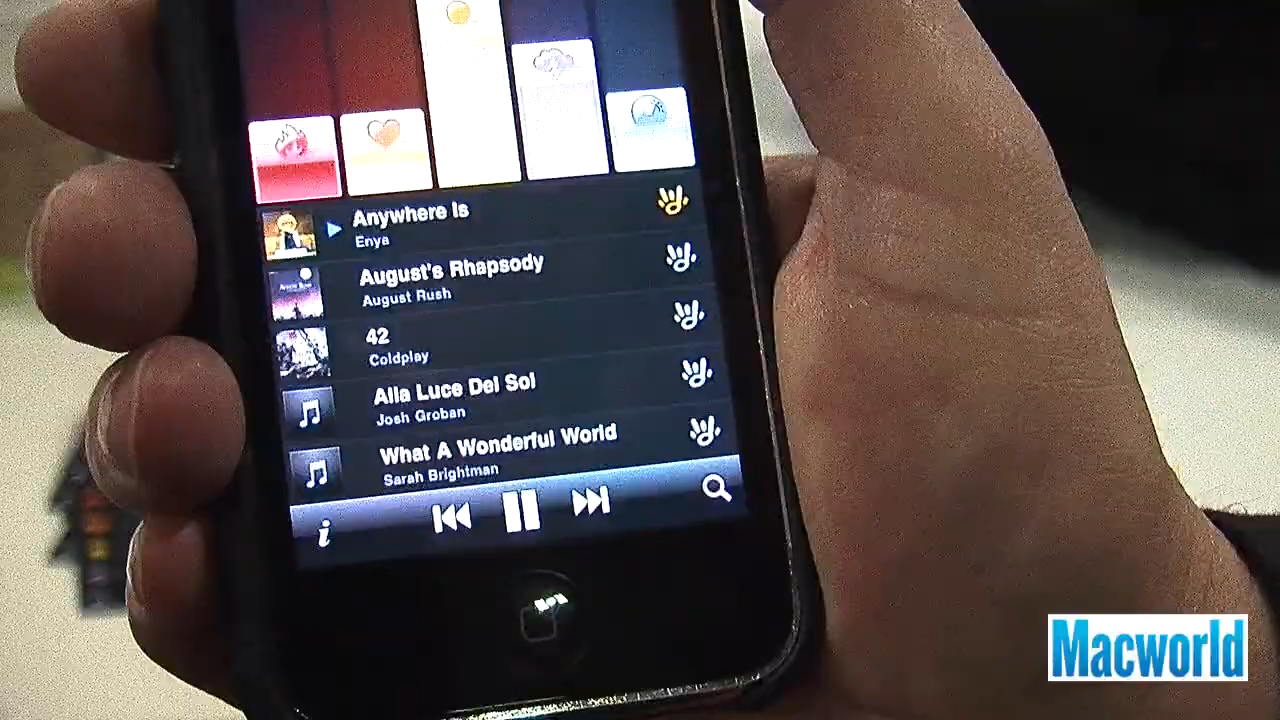 Anywhere Is
Enya
August's Rhapsody
August Rush
42
Coldplay
Alla Luce Del Sol
Josh Groban
What A Wonderful World
Sarah Brightman
i
Macworld